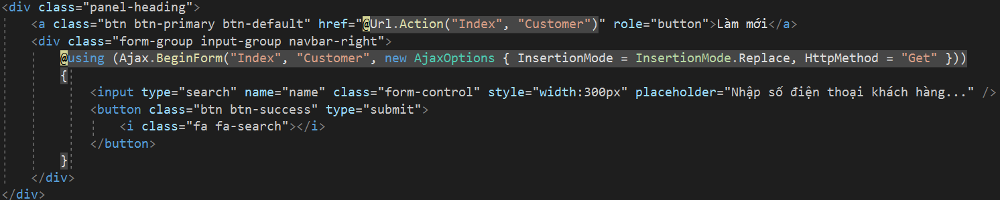 <div class="panel-heading">
<a class="btn btn-primary btn-default" href="@Url.Action("Index", "Customer")" role="button">Làm mới</a>
<div class="form-group input-group navbar-right">
@using (Ajax.BeginForm("Index", "Customer", new AjaxOptions { InsertionMode = InsertionMode.Replace, HttpMethod = "Get" }))
{
<input type="search" name="name" class="form-control" style="width:300px" placeholder="Nhập số điện thoại khách hàng..." />
<button class="btn btn-success" type="submit">
<i class="fa fa-search"></i>
</button>
}
</div>
</div>